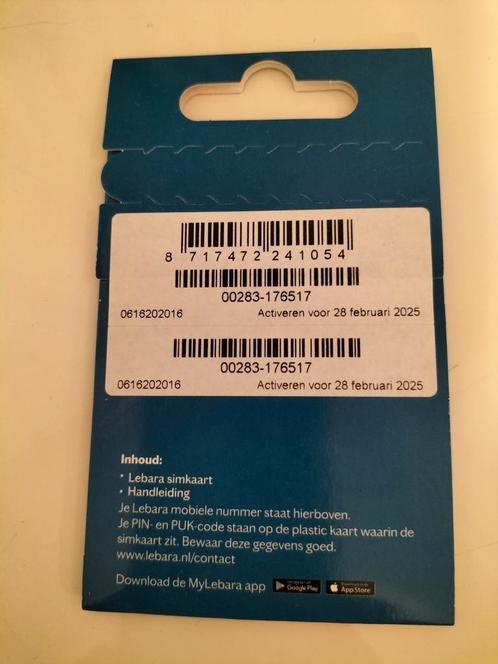 8 717472 241054
00283-176517
0616202016 Activeren voor 28 februari 2025
00283-176517
0616202016 Activeren voor 28 februari 2025
Inhoud:
· Lebara simkaart
· Handleiding
Je Lebara mobiele nummer staat hierboven.
Je PIN- en PUK-code staan op de plastic kaart waarin de
simkaart zit. Bewaar deze gegevens goed.
www.lebara.nl/contact
Download de MyLebara app Google Play App Store